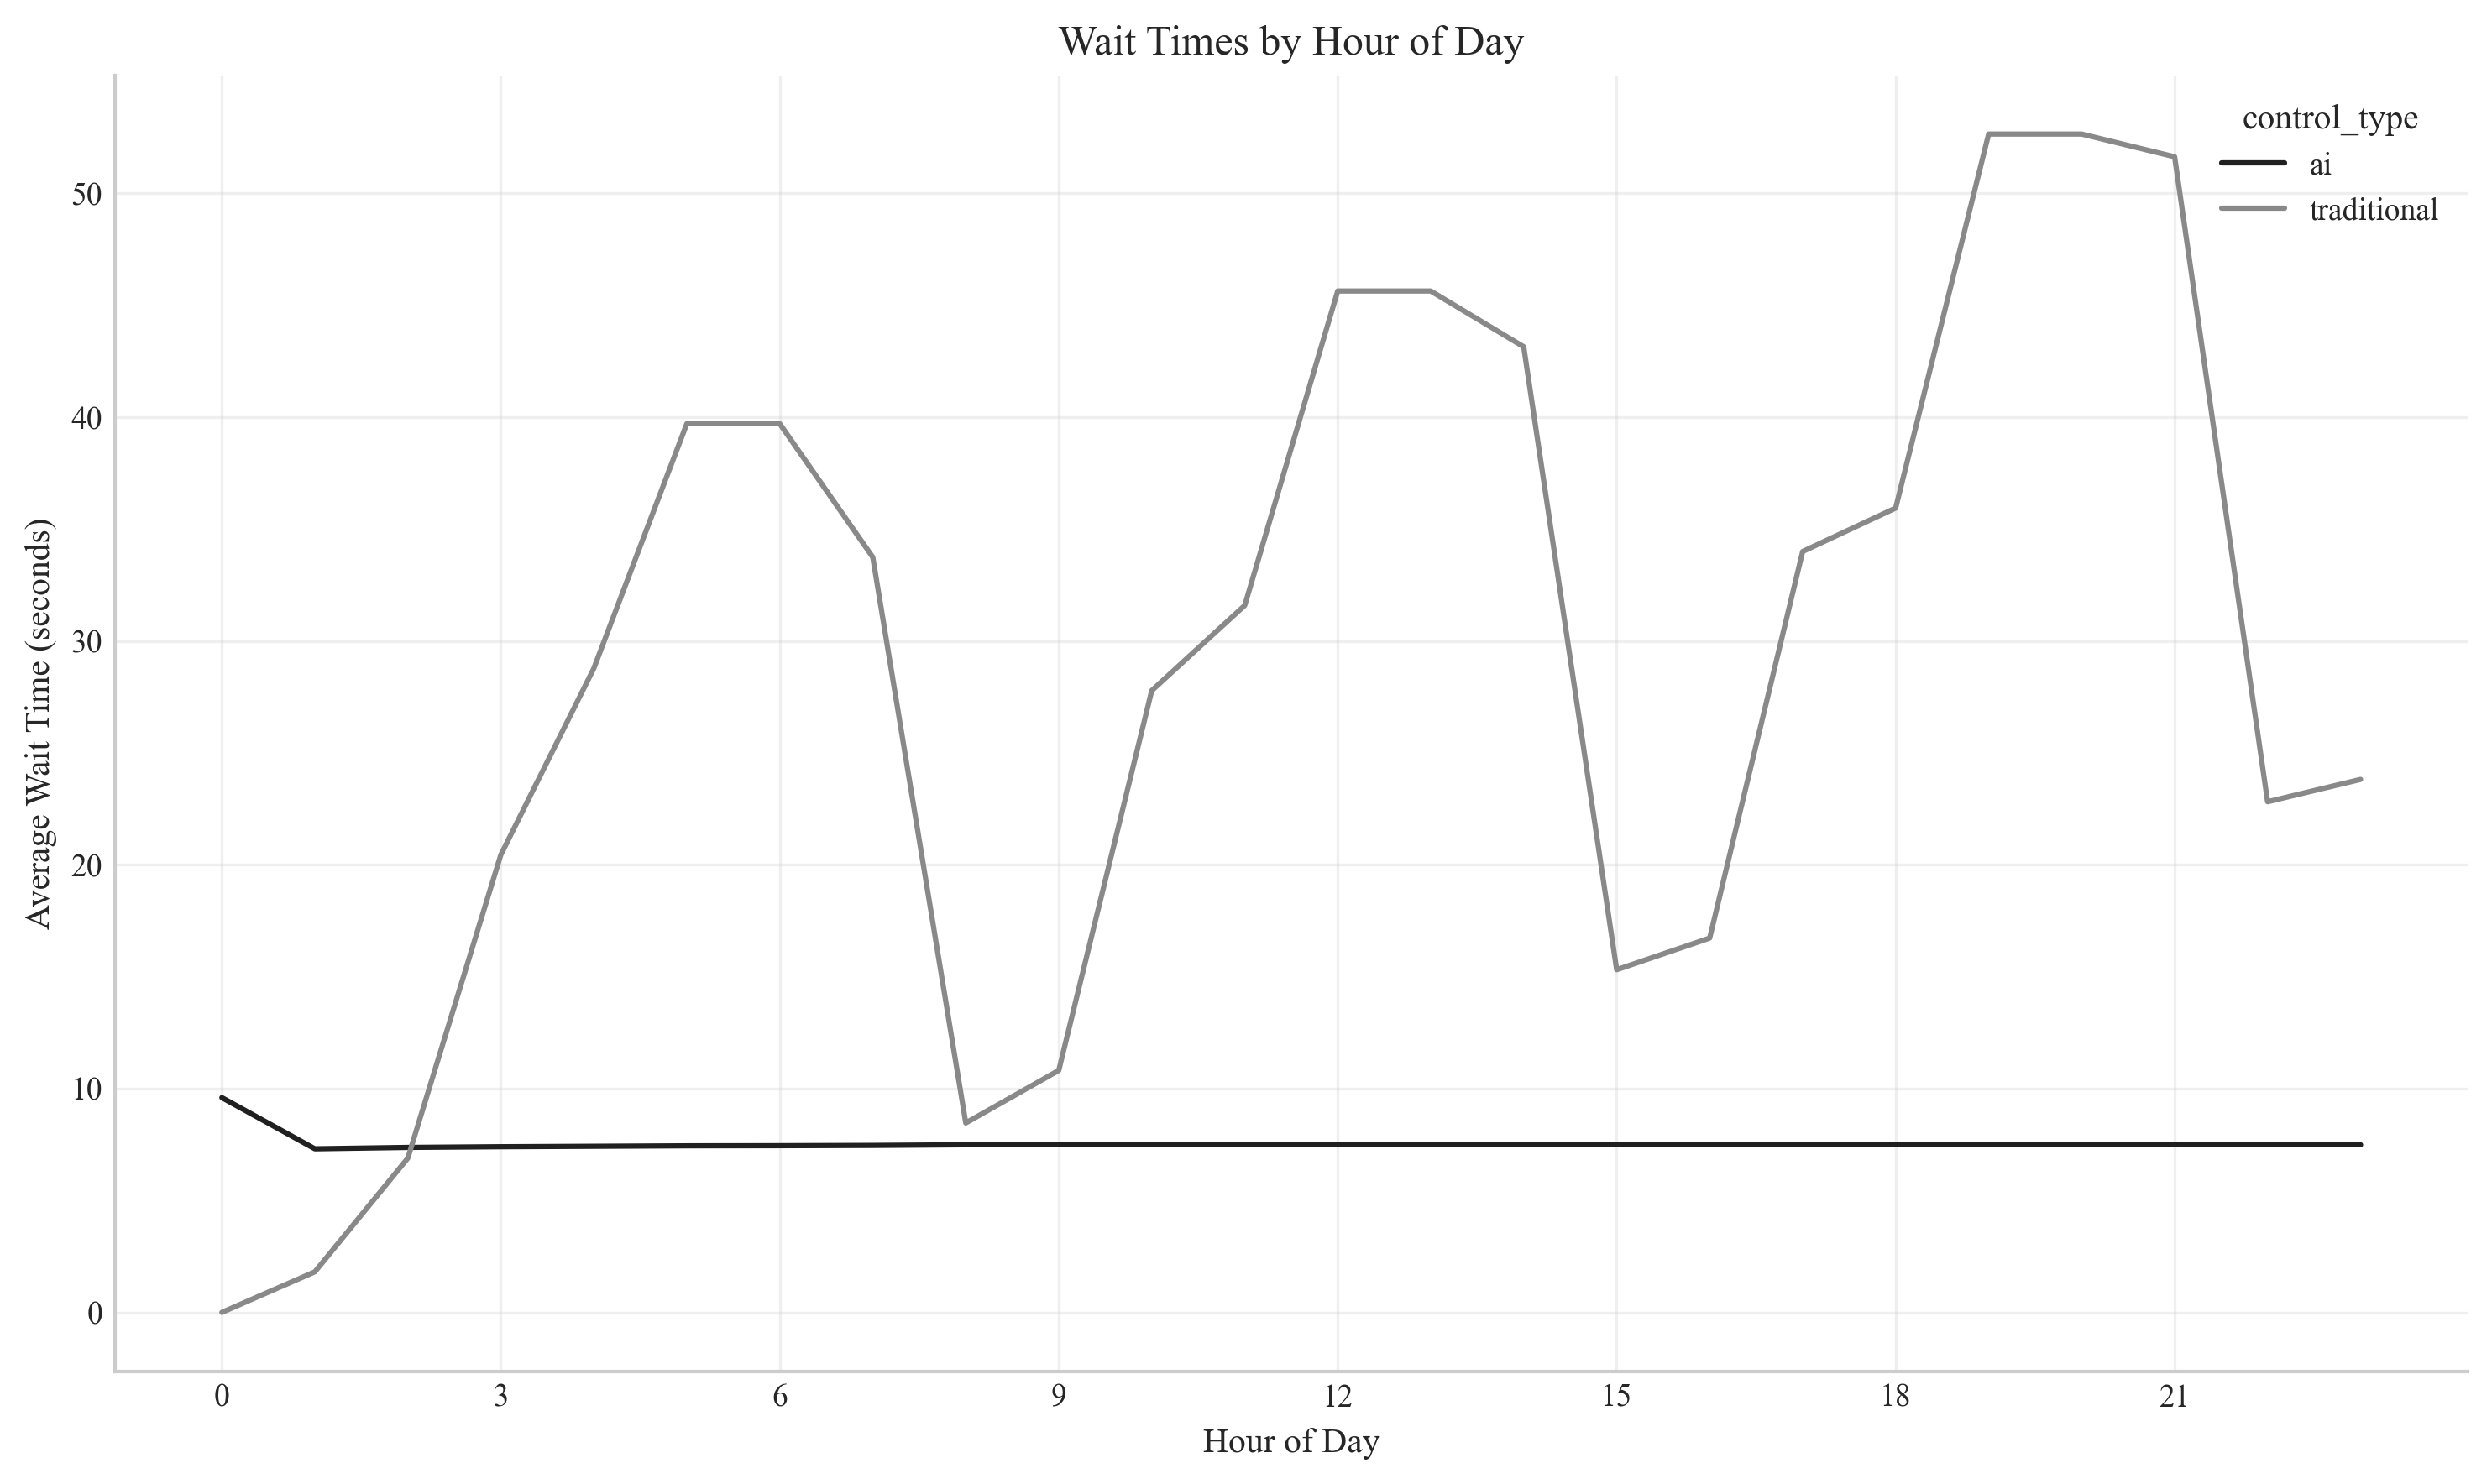 Wait Times by Hour of Day
control_type
ai
traditional
Average Wait Time (seconds)
50
40
30
20
10
0
0 3 6 9 12 15 18 21
Hour of Day